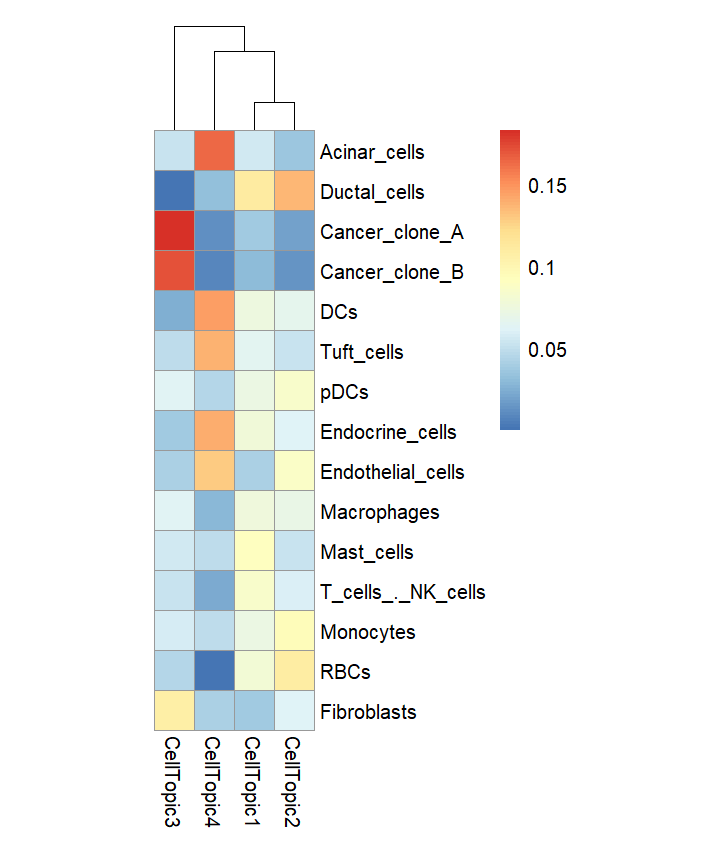 Acinar_cells
Ductal_cells
Cancer_clone_A
Cancer_clone_B
DCs
Tuft_cells
pDCs
Endocrine_cells
Endothelial_cells
Macrophages
Mast_cells
T_cells_._NK_cells
Monocytes
RBCs
Fibroblasts
0.15
0.1
0.05
CellTopic3
CellTopic4
CellTopic1
CellTopic2